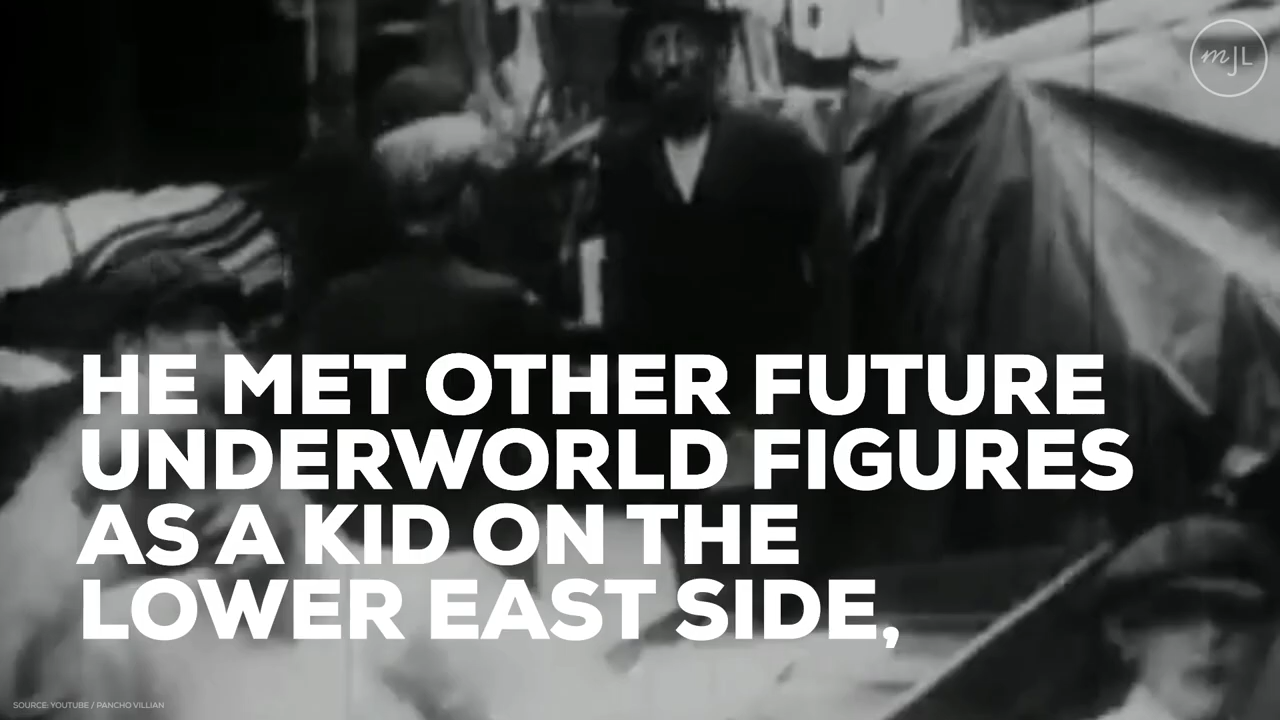 mJL
HE MET OTHER FUTURE
UNDERWORLD FIGURES
AS A KID ON THE
LOWER EAST SIDE,
SOURCE: YOUTUBE / PANCHO VILLIAN